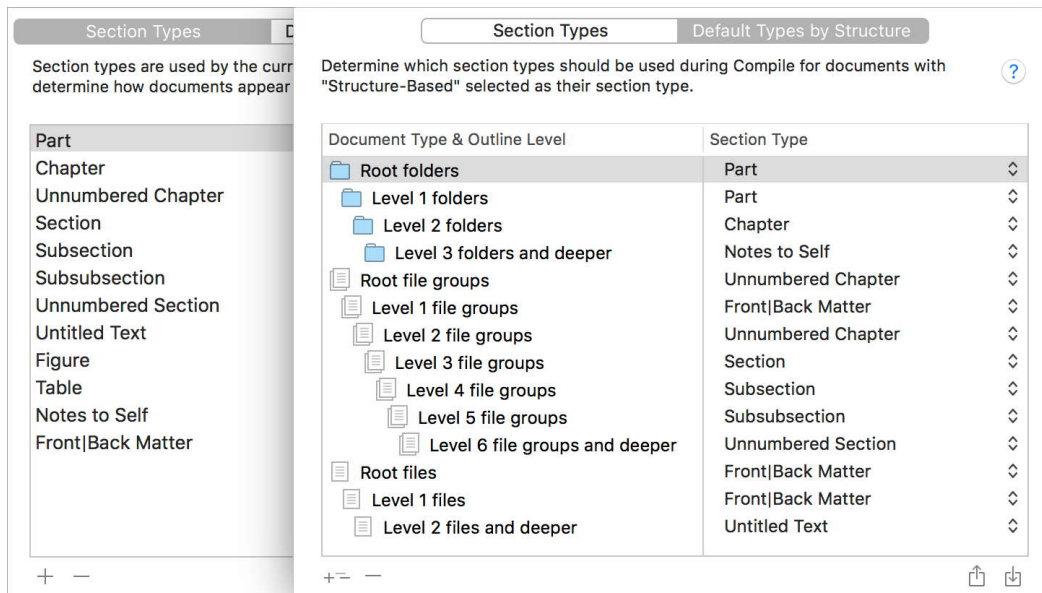 Section Types
D
Section types are used by the curr
determine how documents appear
Part
Chapter
Unnumbered Chapter
Section
Subsection
Subsubsection
Unnumbered Section
Untitled Text
Figure
Table
Notes to Self
Front|Back Matter
+ −
Section Types Default Types by Structure
Determine which section types should be used during Compile for documents with
"Structure-Based" selected as their section type.
?
Document Type & Outline Level Section Type
Root folders Part
Level 1 folders Part
Level 2 folders Chapter
Level 3 folders and deeper Notes to Self
Root file groups Unnumbered Chapter
Level 1 file groups Front|Back Matter
Level 2 file groups Unnumbered Chapter
Level 3 file groups Section
Level 4 file groups Subsection
Level 5 file groups Subsubsection
Level 6 file groups and deeper Unnumbered Section
Root files Front|Back Matter
Level 1 files Front|Back Matter
Level 2 files and deeper Untitled Text